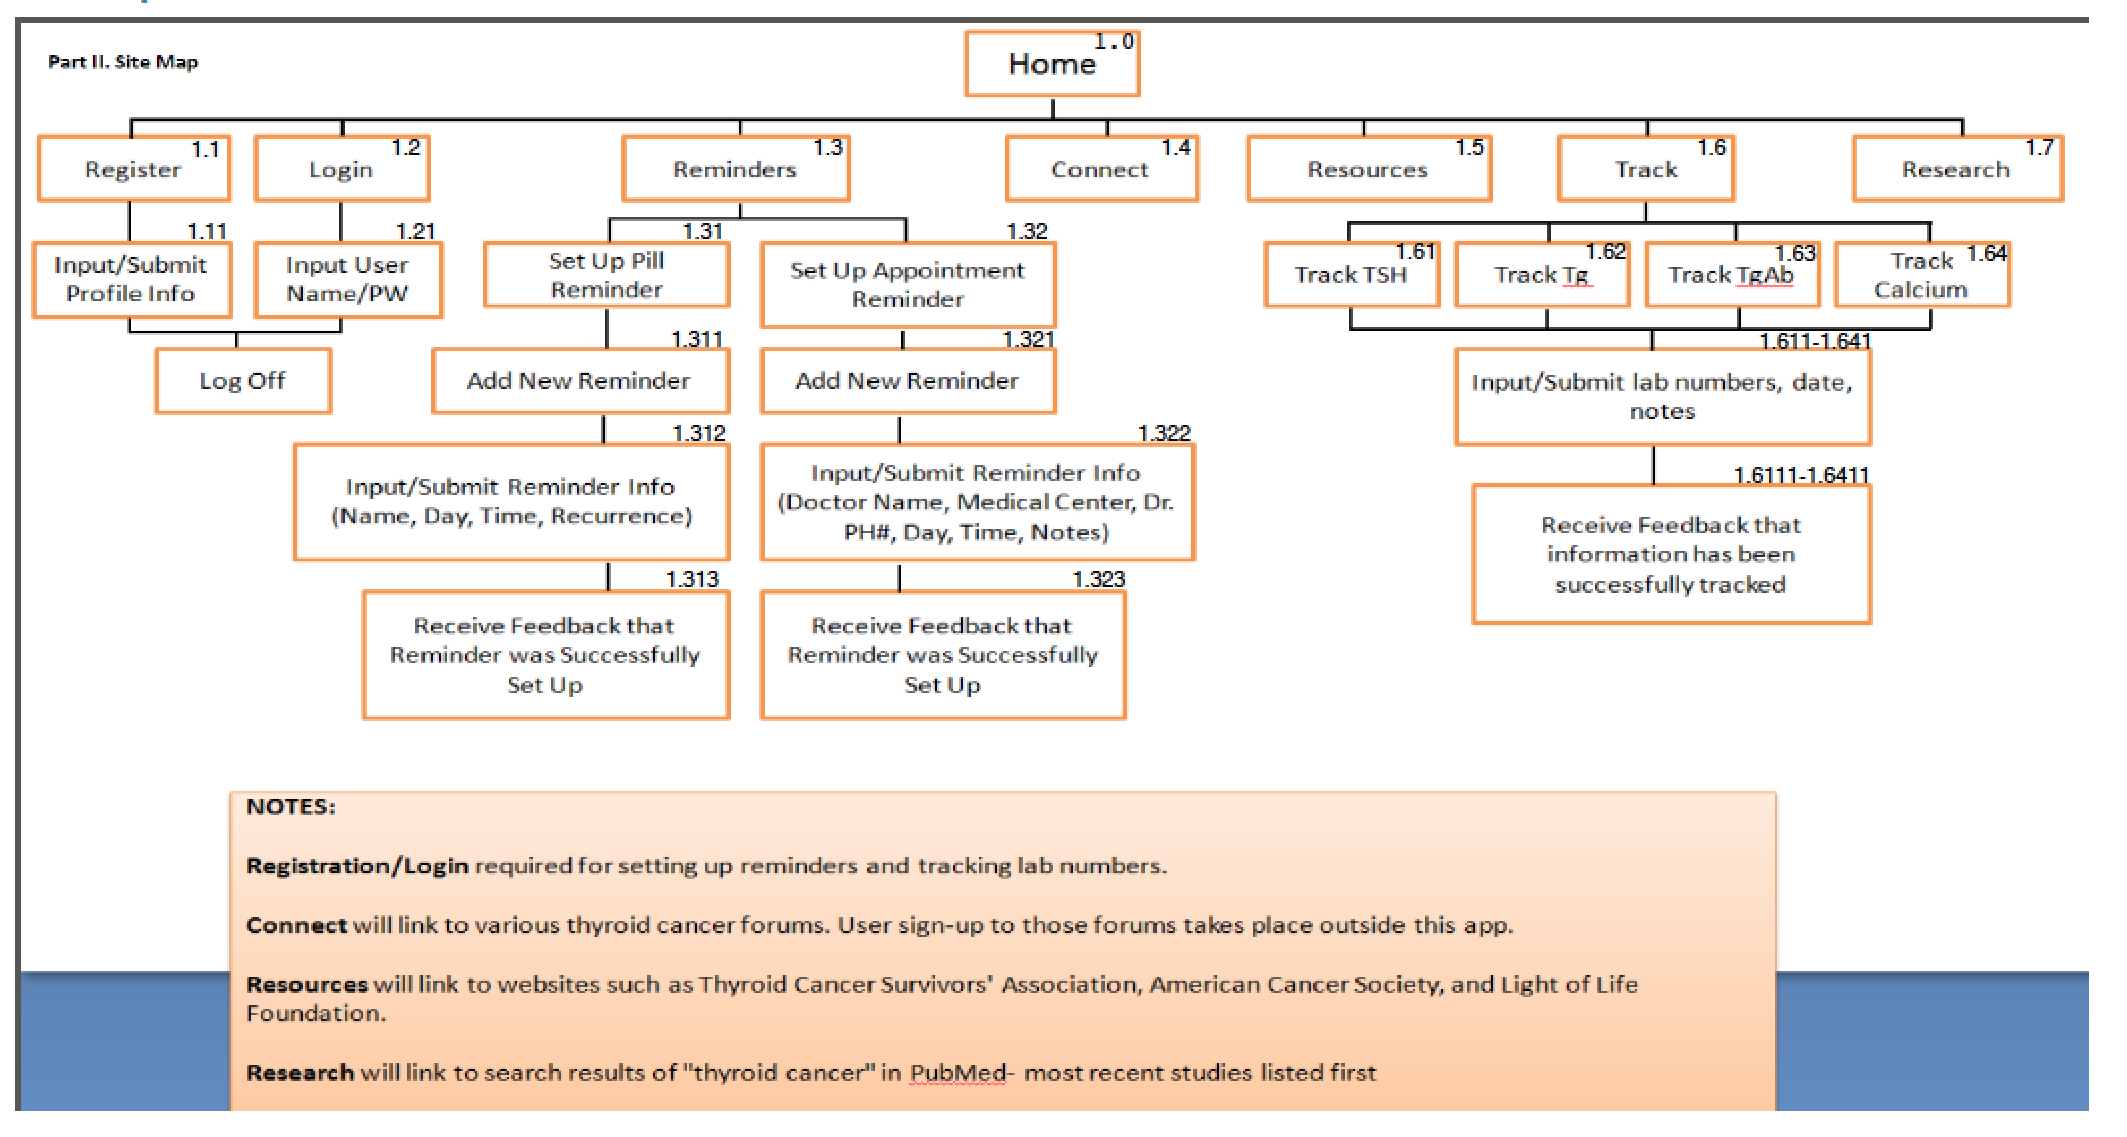 Part II. Site Map
1.0
Home
1.1
Register
1.2
Login
1.3
Reminders
1.4
Connect
1.5
Resources
1.6
Track
1.7
Research
1.11
Input/Submit
Profile Info
1.21
Input User
Name/PW
1.31
Set Up Pill
Reminder
1.32
Set Up Appointment
Reminder
1.61
Track TSH
1.62
Track Tg
1.63
Track TgAb
1.64
Track
Calcium
Log Off
1.311
Add New Reminder
1.321
Add New Reminder
1.611-1.641
Input/Submit lab numbers, date,
notes
1.312
Input/Submit Reminder Info
(Name, Day, Time, Recurrence)
1.322
Input/Submit Reminder Info
(Doctor Name, Medical Center, Dr.
PH#, Day, Time, Notes)
1.6111-1.6411
Receive Feedback that
information has been
successfully tracked
1.313
Receive Feedback that
Reminder was Successfully
Set Up
1.323
Receive Feedback that
Reminder was Successfully
Set Up
NOTES:
Registration/Login required for setting up reminders and tracking lab numbers.
Connect will link to various thyroid cancer forums. User sign-up to those forums takes place outside this app.
Resources will link to websites such as Thyroid Cancer Survivors' Association, American Cancer Society, and Light of Life
Foundation.
Research will link to search results of "thyroid cancer" in PubMed- most recent studies listed first